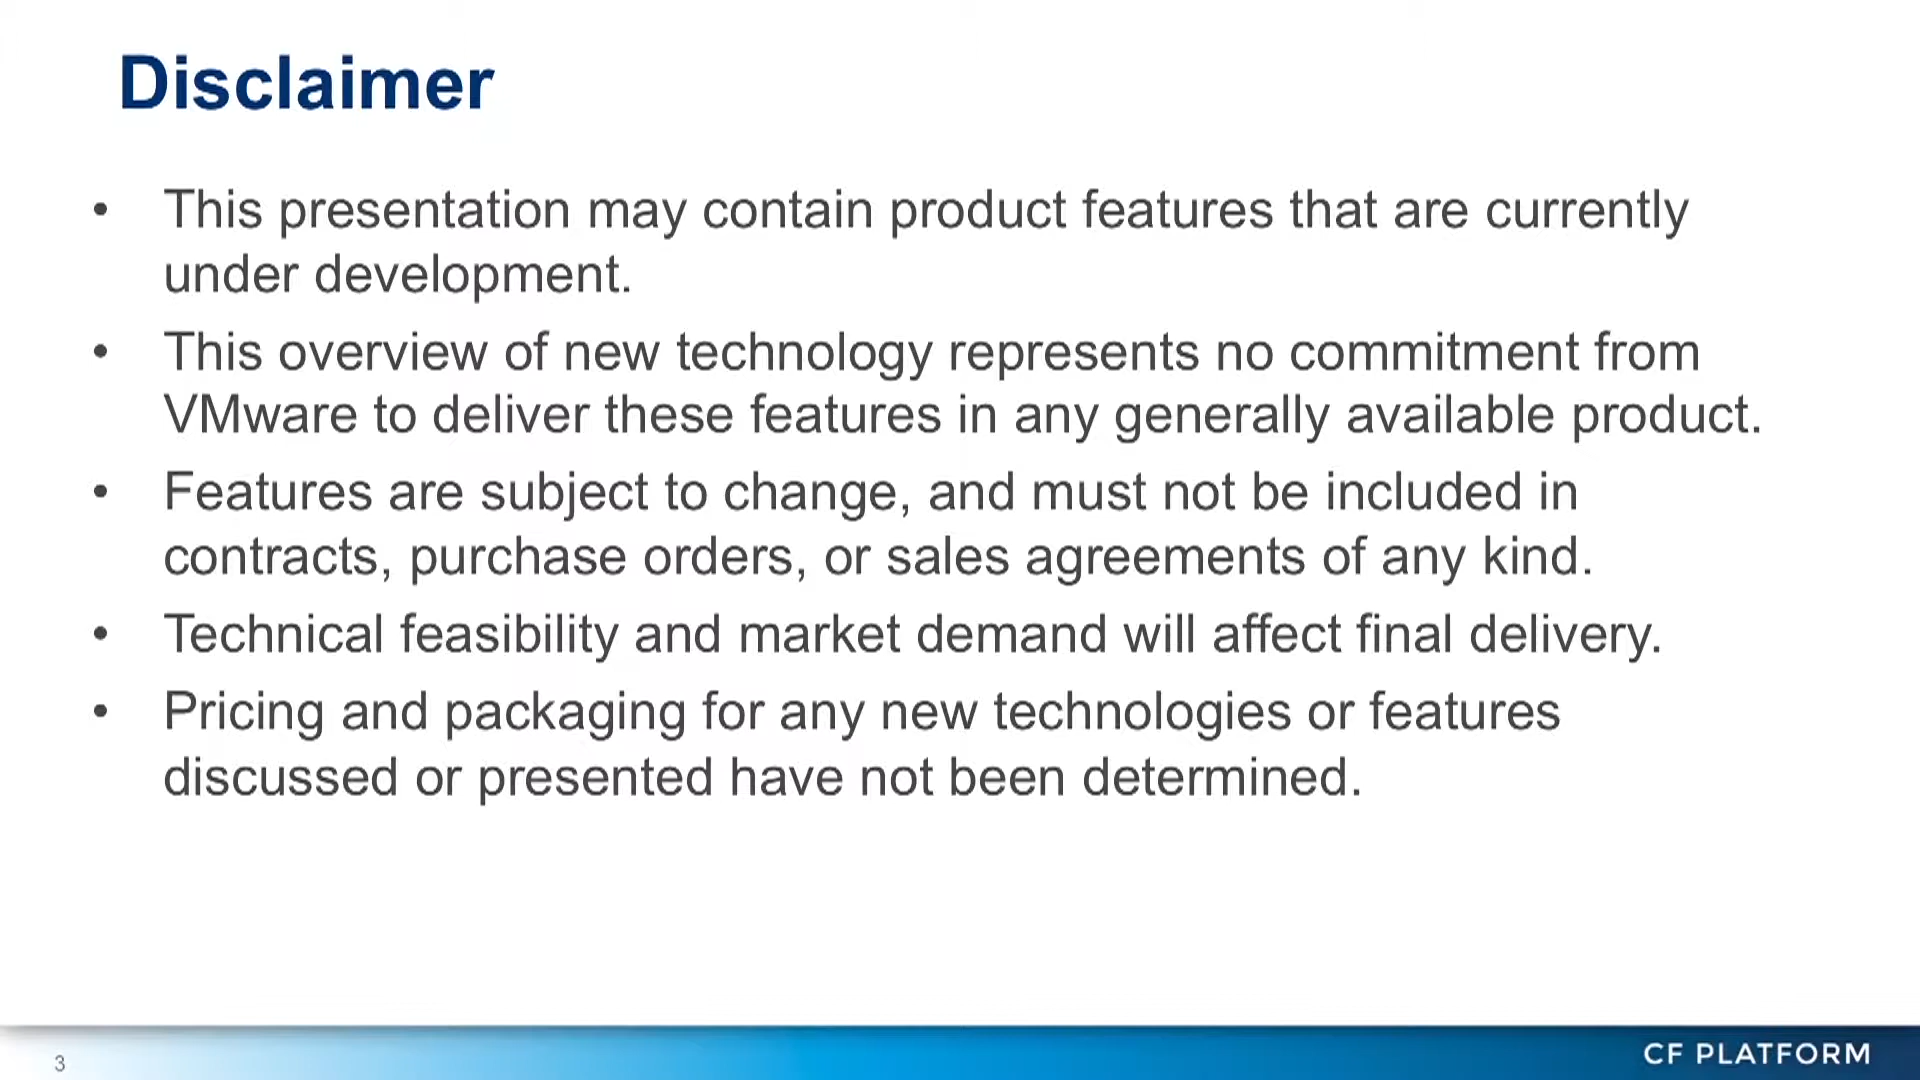 Disclaimer
• This presentation may contain product features that are currently
under development.
• This overview of new technology represents no commitment from
VMware to deliver these features in any generally available product.
• Features are subject to change, and must not be included in
contracts, purchase orders, or sales agreements of any kind.
• Technical feasibility and market demand will affect final delivery.
• Pricing and packaging for any new technologies or features
discussed or presented have not been determined.
3
CF PLATFORM